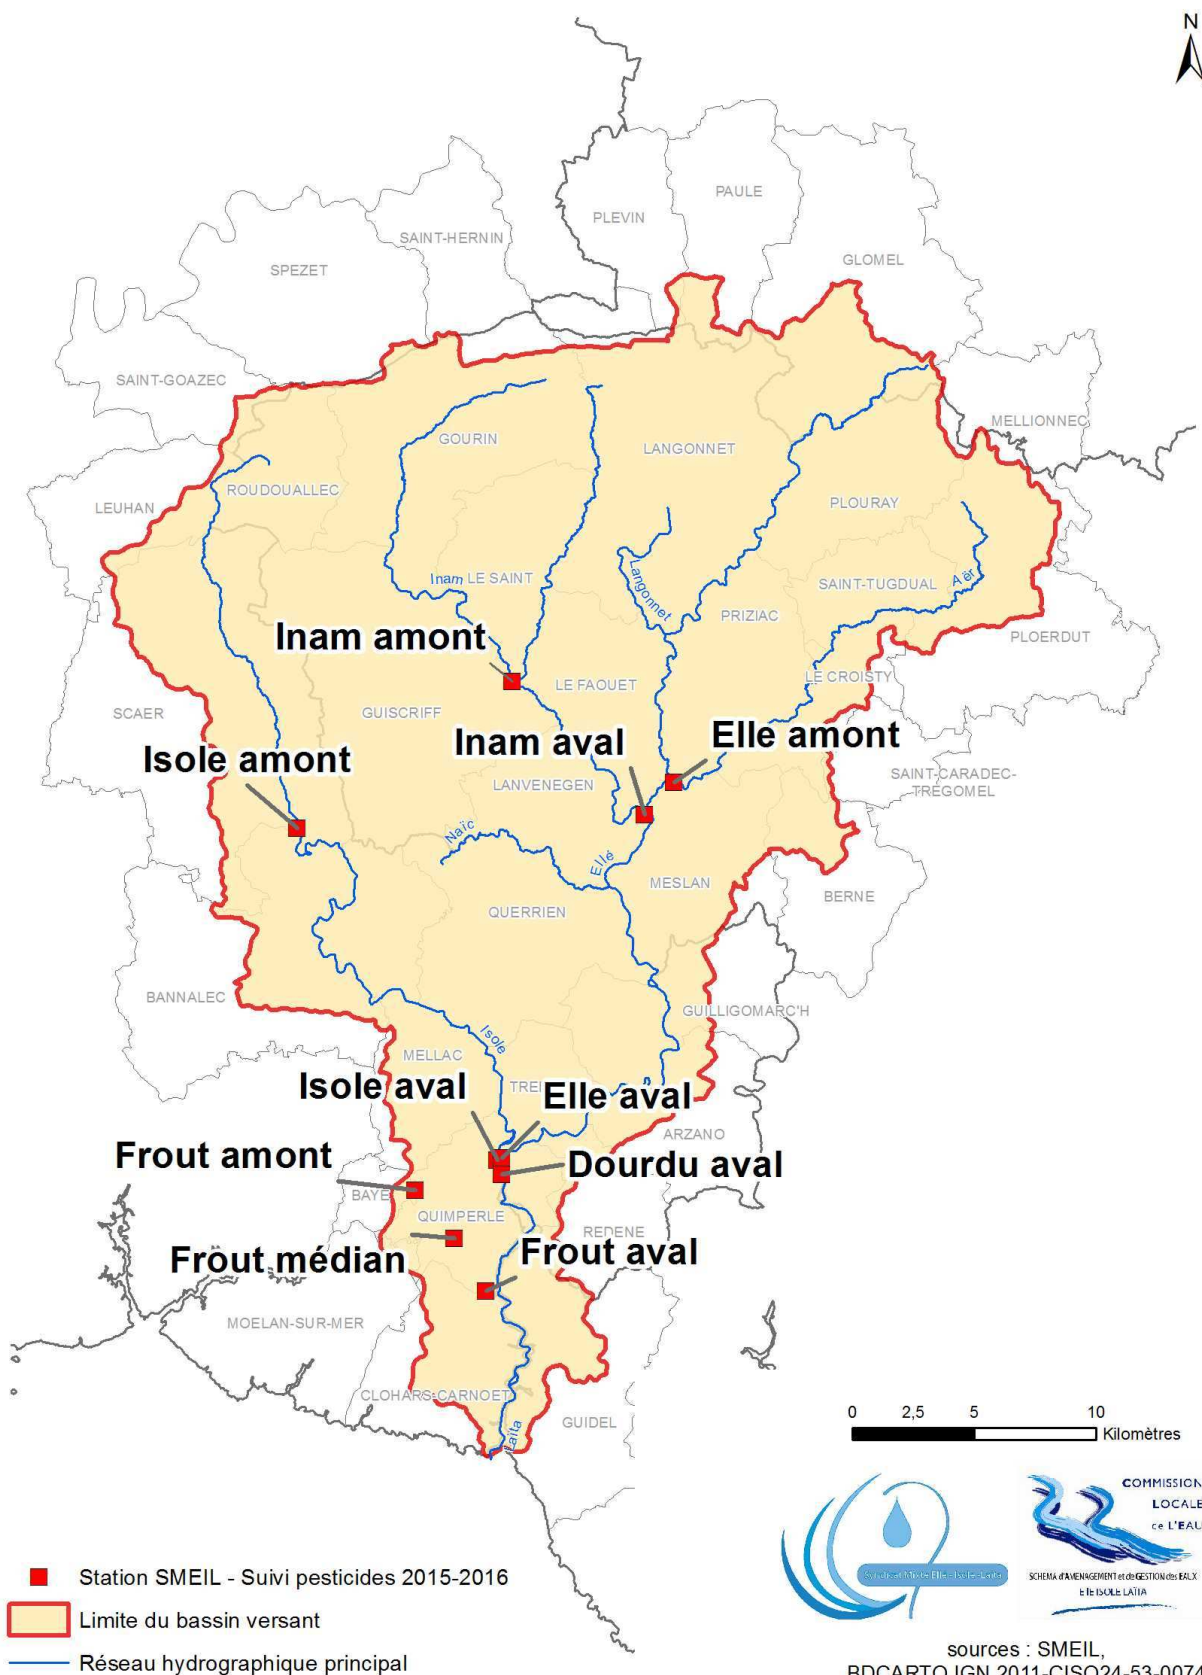 N
PAULE
PLEVIN
SAINT-HERNIN
GLOMEL
SPEZET
SAINT-GOAZEC
MELLIONNEC
GOURIN
LANGONNET
ROUDOUALLEC
LEUHAN
PLOURAY
Inam LE SAINT
Langonnet
SAINT-TUGDUAL
Aër
PRIZIAC
PLOERDUT
Inam amont
LE FAOUET
LE CROISTY
SCAER
GUISCRIFF
Isole amont
Inam aval
Elle amont
LANVENEGEN
SAINT-CARADEC-
TREGOMEL
Naïc
Ellé
MESLAN
BERNE
QUERRIEN
BANNALEC
GUILLIGOMARC'H
Isole
MELLAC
Isole aval
Elle aval
ARZANO
Frout amont
Dourdu aval
BAYE
QUIMPERLE
REDENE
Frout médian
Frout aval
MOELAN-SUR-MER
CLOHARS-CARNOET
GUIDEL
Laïta
0 2,5 5 10
Kilomètres
COMMISSION
LOCALE
de L'EAU
Syndicat Mixte Ellé - Isole - Laïta
SCHEMA d'AMENAGEMENT et de GESTION des EAUX
Station SMEIL - Suivi pesticides 2015-2016
Limite du bassin versant
Réseau hydrographique principal
sources : SMEIL,